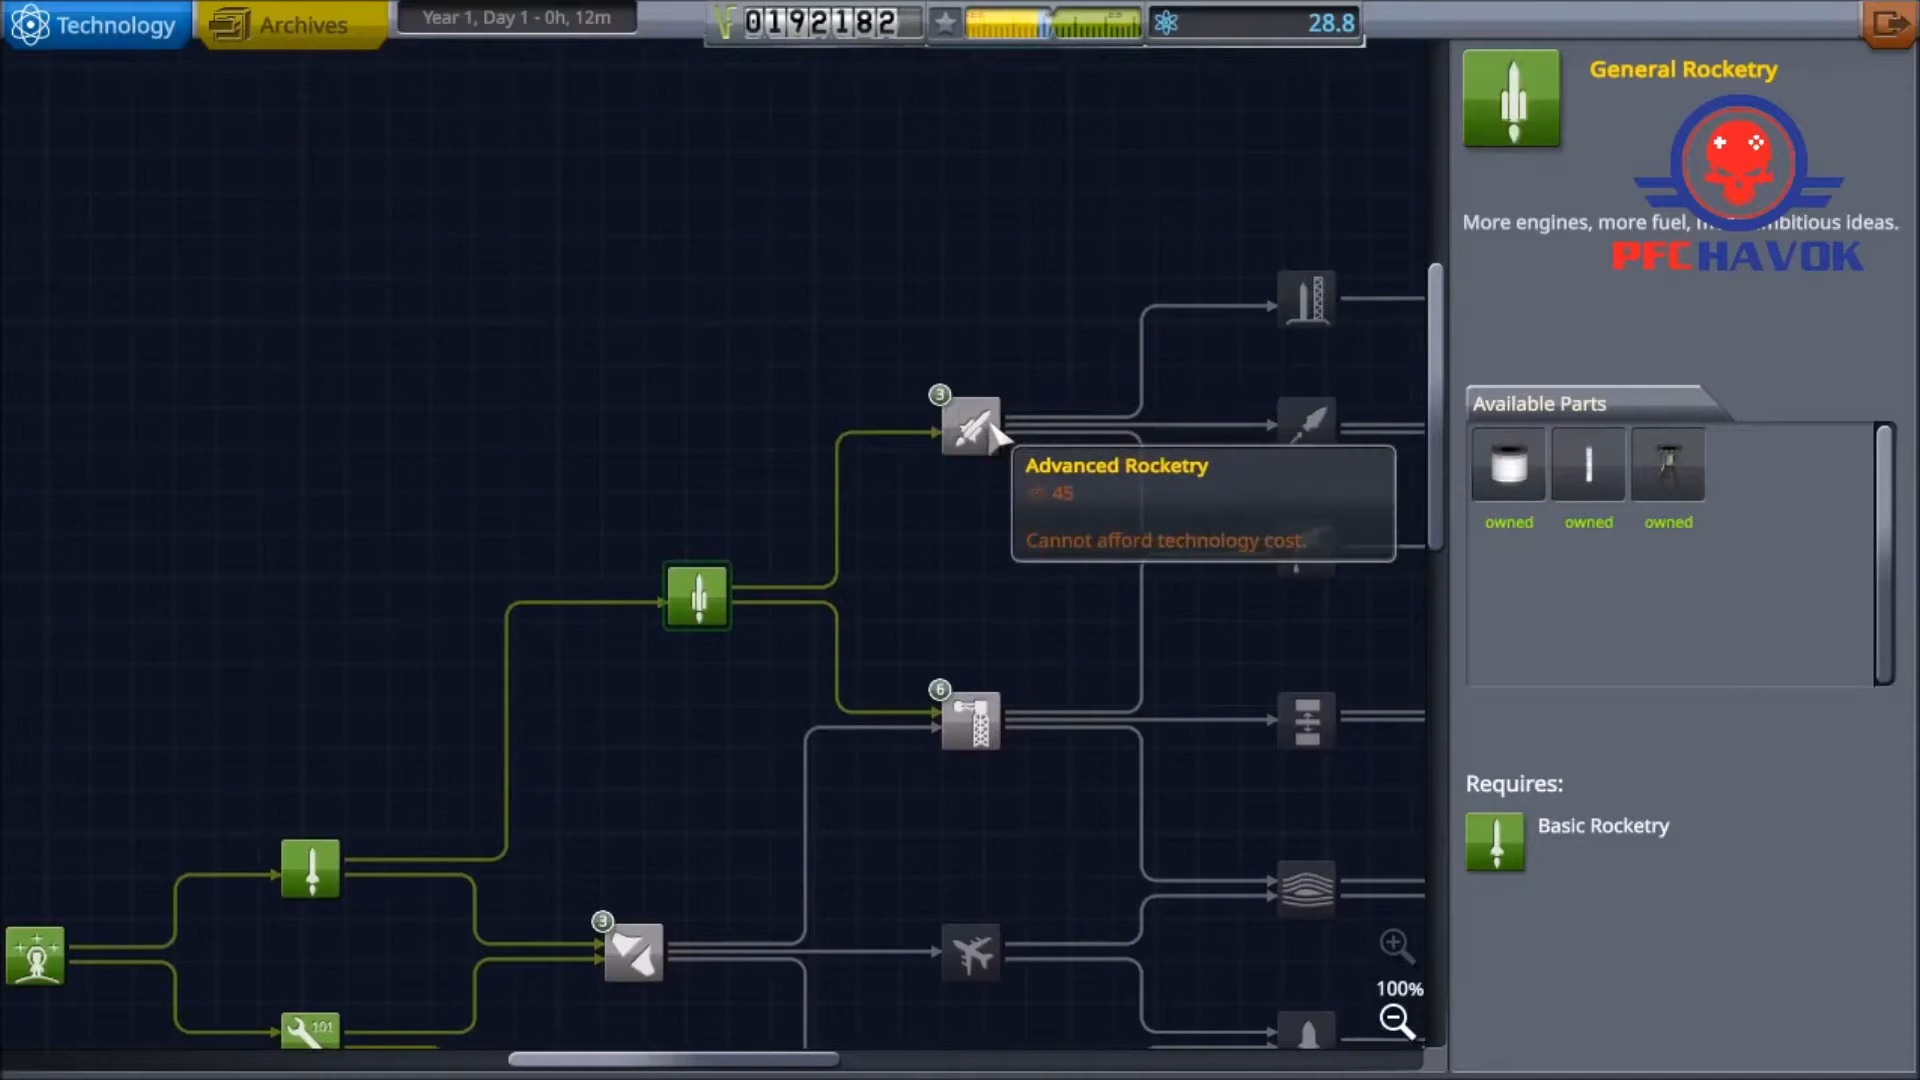 Technology
Archives
Year 1, Day 1 - 0h, 12m
0192182
28.8
General Rocketry
More engines, more fuel, bitious ideas.
PFCHAVOK
3
Advanced Rocketry
45
Cannot afford technology cost.
Available Parts
owned owned owned
6
Requires:
Basic Rocketry
3
101
100%